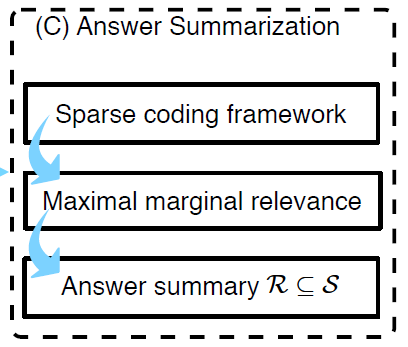 (C) Answer Summarization
Sparse coding framework
Maximal marginal relevance
Answer summary ℛ ⊆ 𝒮